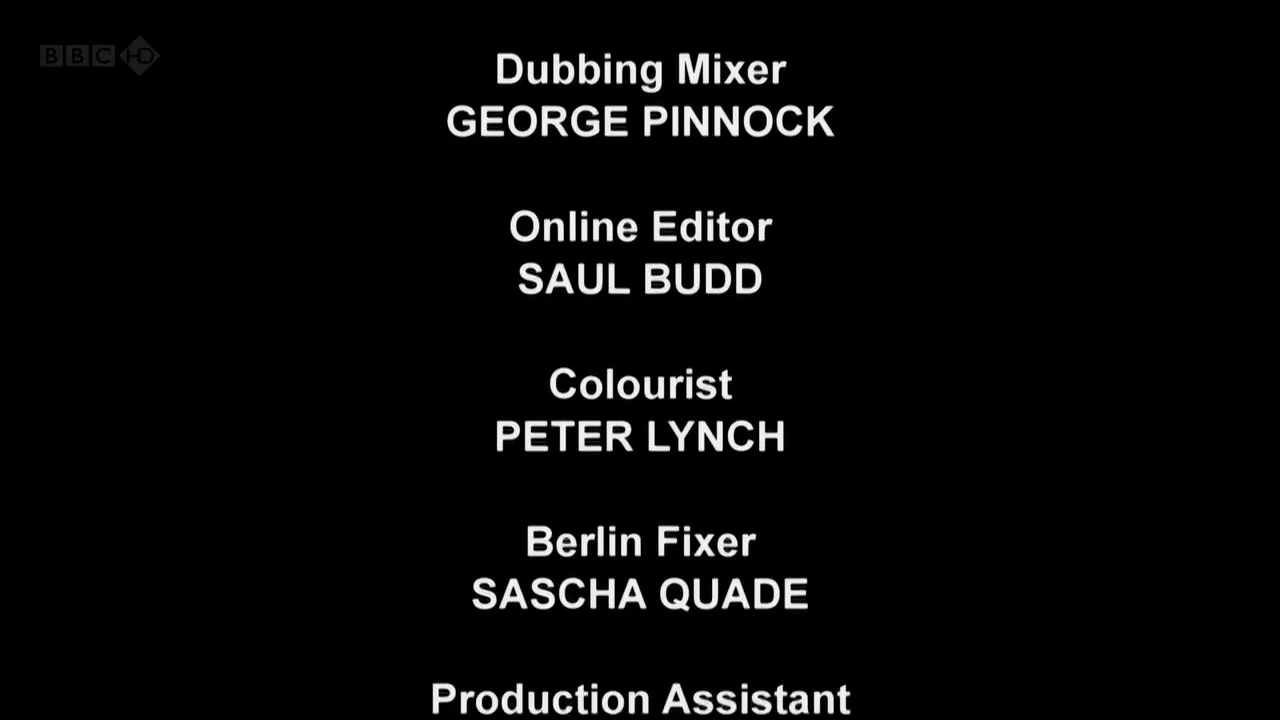 BBC HD
Dubbing Mixer
GEORGE PINNOCK
Online Editor
SAUL BUDD
Colourist
PETER LYNCH
Berlin Fixer
SASCHA QUADE
Production Assistant